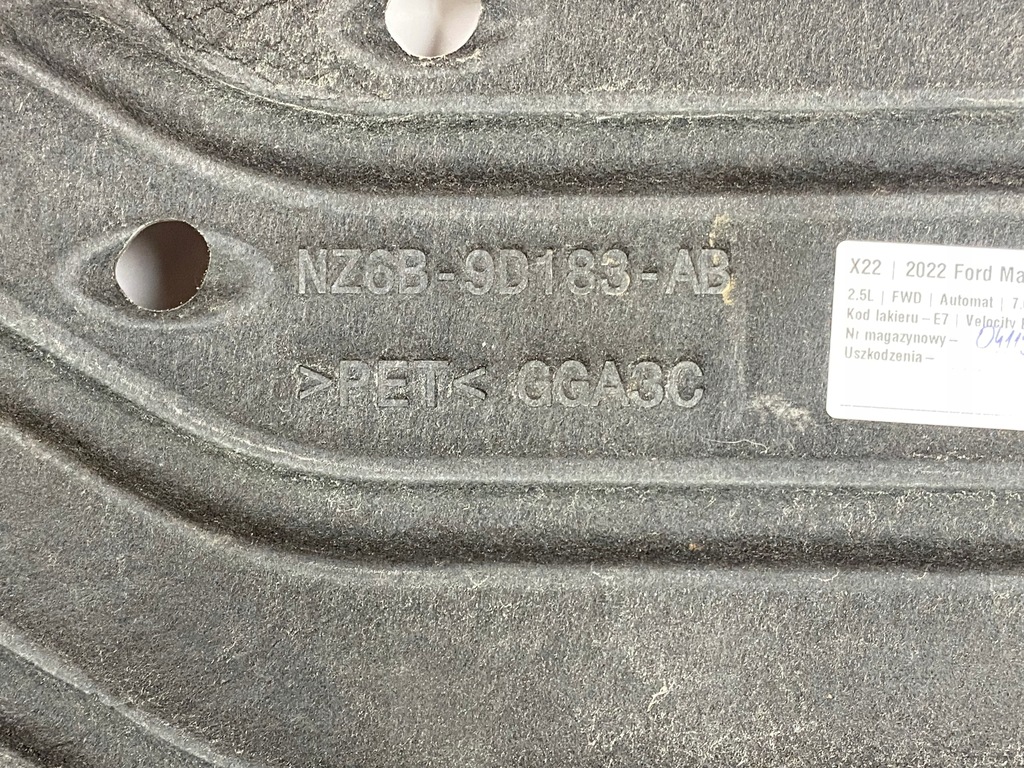 NZ6B-9D183-AB
>PET< GGA3C
X22 | 2022 Ford Ma
2.5L | FWD | Automat | 7
Kod lakieru – E7 | Velocity
Nr magazynowy – 0411
Uszkodzenia –